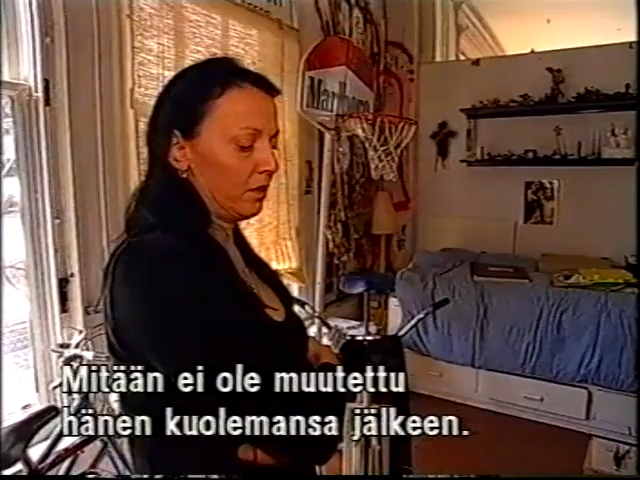 Marlboro
Mitään ei ole muutettu
hänen kuolemansa jälkeen.